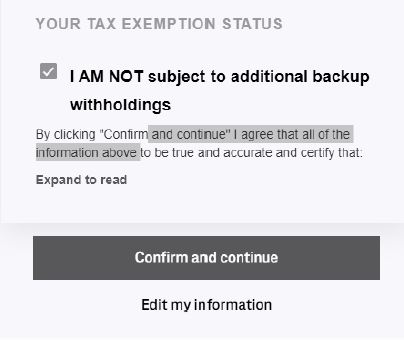 YOUR TAX EXEMPTION STATUS
I AM NOT subject to additional backup
withholdings
By clicking "Confirm and continue" I agree that all of the
information above to be true and accurate and certify that:
Expand to read
Confirm and continue
Edit my information